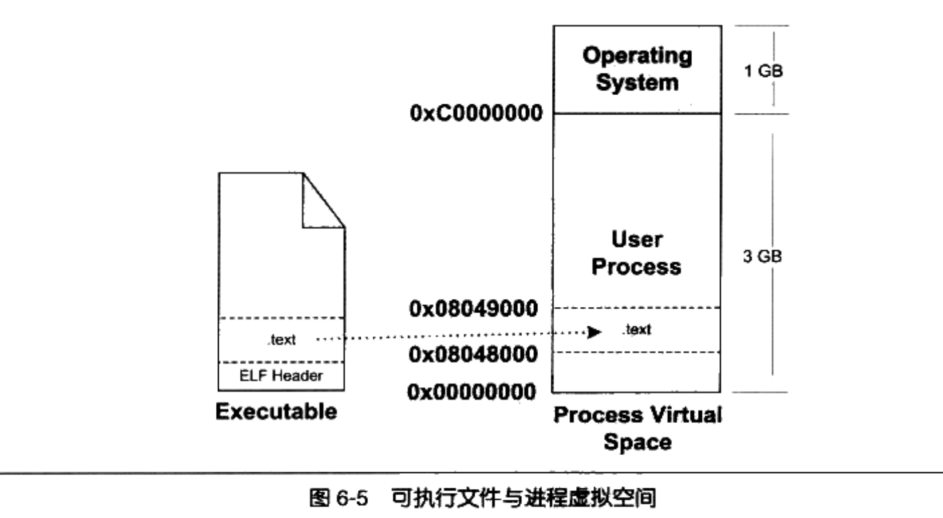 Operating
System
1 GB
0xC0000000
User
Process
3 GB
0x08049000
.text
.text
0x08048000
ELF Header
0x00000000
Executable
Process Virtual
Space
图 6-5 可执行文件与进程虚拟空间